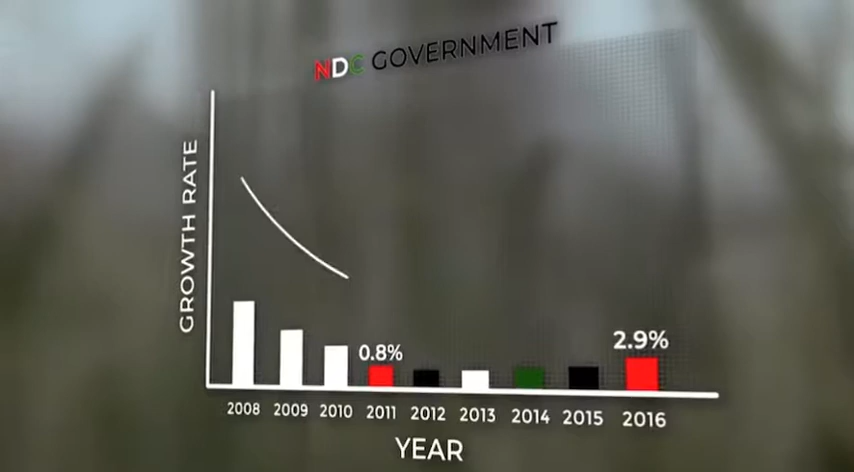 NDC GOVERNMENT
GROWTH RATE
0.8%
2.9%
2008 2009 2010 2011 2012 2013 2014 2015 2016
YEAR